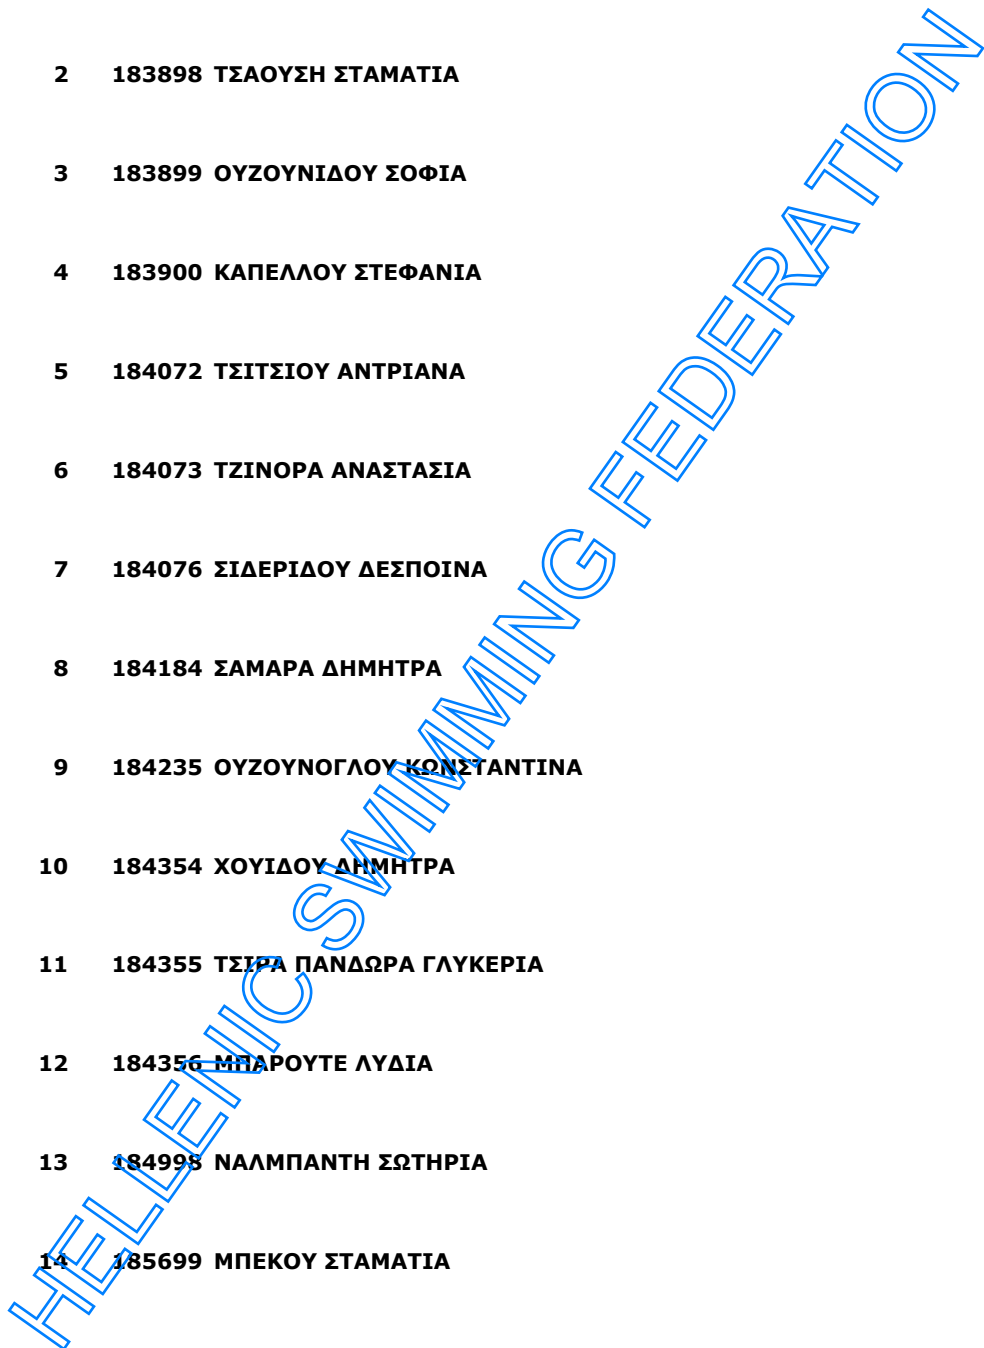 2 183898 ΤΣΑΟΥΣΗ ΣΤΑΜΑΤΙΑ
3 183899 ΟΥΖΟΥΝΙΔΟΥ ΣΟΦΙΑ
4 183900 ΚΑΠΕΛΛΟΥ ΣΤΕΦΑΝΙΑ
5 184072 ΤΣΙΤΣΙΟΥ ΑΝΤΡΙΑΝΑ
6 184073 ΤΖΙΝΟΡΑ ΑΝΑΣΤΑΣΙΑ
7 184076 ΣΙΔΕΡΙΔΟΥ ΔΕΣΠΟΙΝΑ
8 184184 ΣΑΜΑΡΑ ΔΗΜΗΤΡΑ
9 184235 ΟΥΖΟΥΝΟΓΛΟΥ ΚΩΝΣΤΑΝΤΙΝΑ
10 184354 ΧΟΥΙΔΟΥ ΔΗΜΗΤΡΑ
11 184355 ΤΣΙΡΑ ΠΑΝΔΩΡΑ ΓΛΥΚΕΡΙΑ
12 184356 ΜΠΑΡΟΥΤΕ ΛΥΔΙΑ
13 184998 ΝΑΛΜΠΑΝΤΗ ΣΩΤΗΡΙΑ
14 185699 ΜΠΕΚΟΥ ΣΤΑΜΑΤΙΑ
HELLENIC SWIMMING FEDERATION